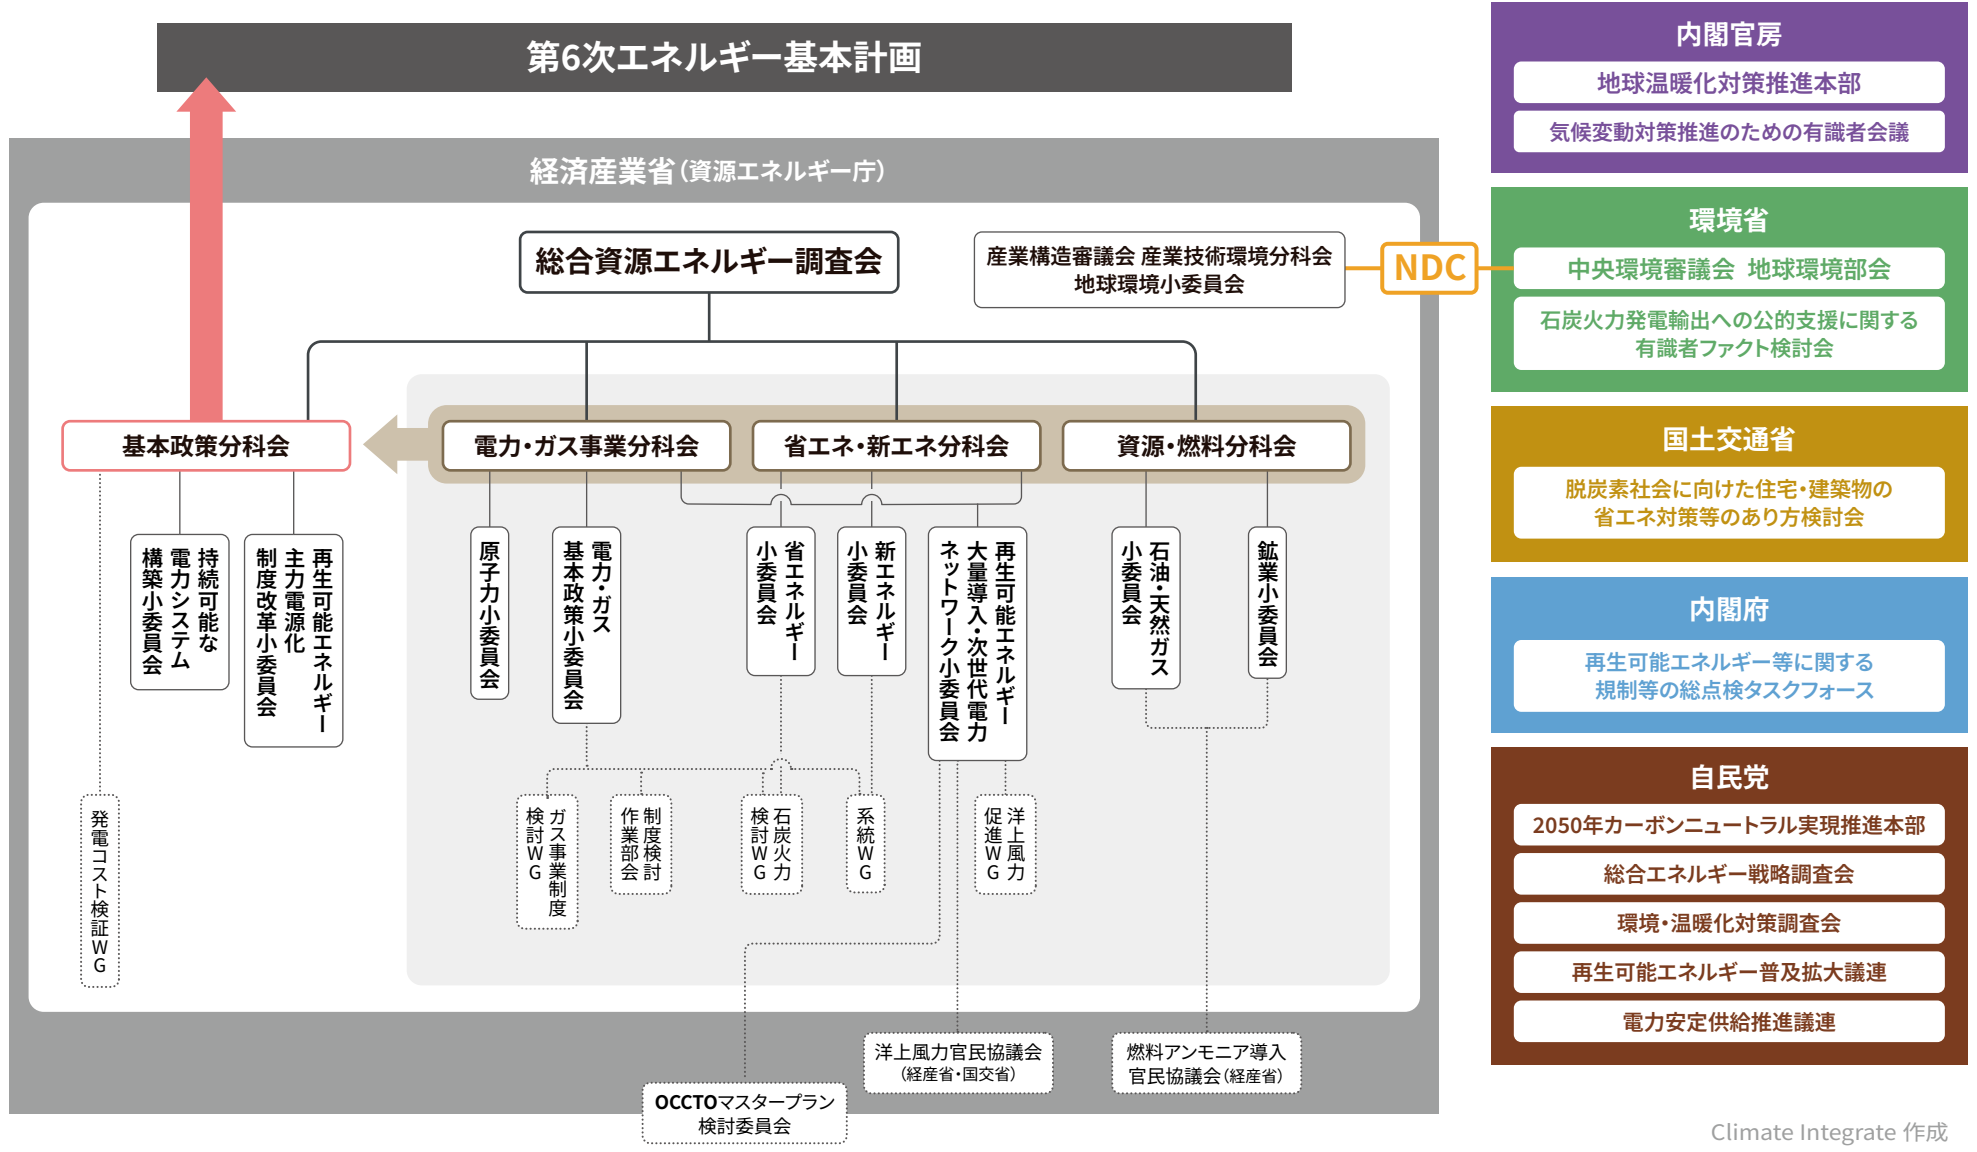 第6次エネルギー基本計画
経済産業省(資源エネルギー庁)
総合資源エネルギー調査会
産業構造審議会 産業技術環境分科会
地球環境小委員会
NDC
基本政策分科会
電力・ガス事業分科会
省エネ・新エネ分科会
資源・燃料分科会
持続可能な
電力システム
構築小委員会
再生可能エネルギー
主力電源化
制度改革小委員会
原子力小委員会
電力・ガス
基本政策小委員会
省エネルギー
小委員会
新エネルギー
小委員会
再生可能エネルギー
大量導入・次世代電力
ネットワーク小委員会
石油・天然ガス
小委員会
鉱業小委員会
発電コスト検証WG
ガス事業制度
検討WG
制度検討
作業部会
石炭火力
検討WG
系統WG
洋上風力
促進WG
OCCTOマスタープラン
検討委員会
洋上風力官民協議会
(経産省・国交省)
燃料アンモニア導入
官民協議会(経産省)
内閣官房
地球温暖化対策推進本部
気候変動対策推進のための有識者会議
環境省
中央環境審議会 地球環境部会
石炭火力発電輸出への公的支援に関する
有識者ファクト検討会
国土交通省
脱炭素社会に向けた住宅・建築物の
省エネ対策等のあり方検討会
内閣府
再生可能エネルギー等に関する
規制等の総点検タスクフォース
自民党
2050年カーボンニュートラル実現推進本部
総合エネルギー戦略調査会
環境・温暖化対策調査会
再生可能エネルギー普及拡大議連
電力安定供給推進議連
Climate Integrate 作成